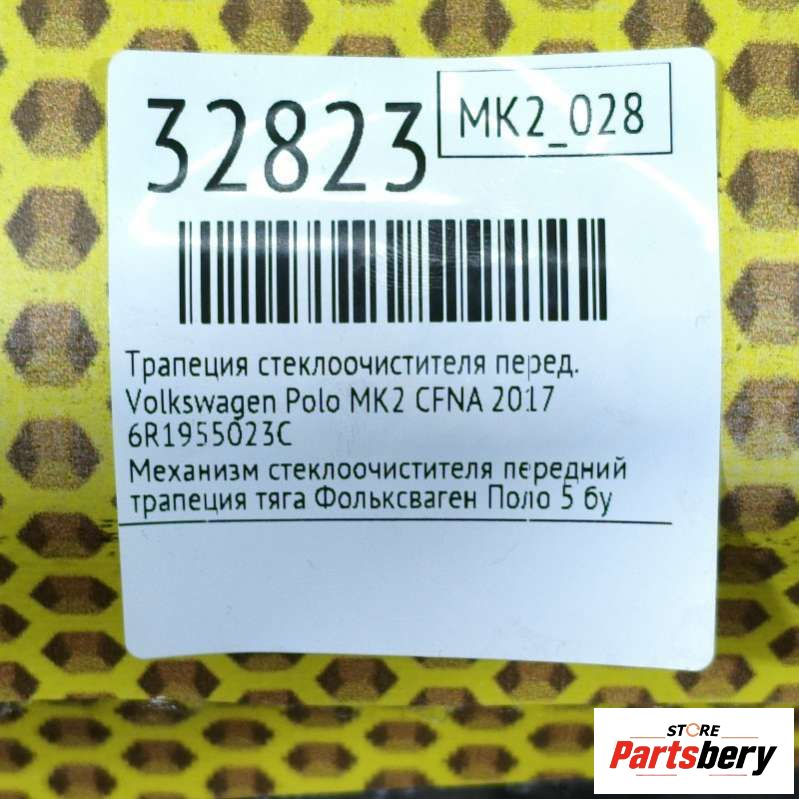 32823
MK2_028
Трапеция стеклоочистителя перед.
Volkswagen Polo MK2 CFNA 2017
6R1955023C
Механизм стеклоочистителя передний
трапеция тяга Фольксваген Поло 5 бу
STORE
Partsbery